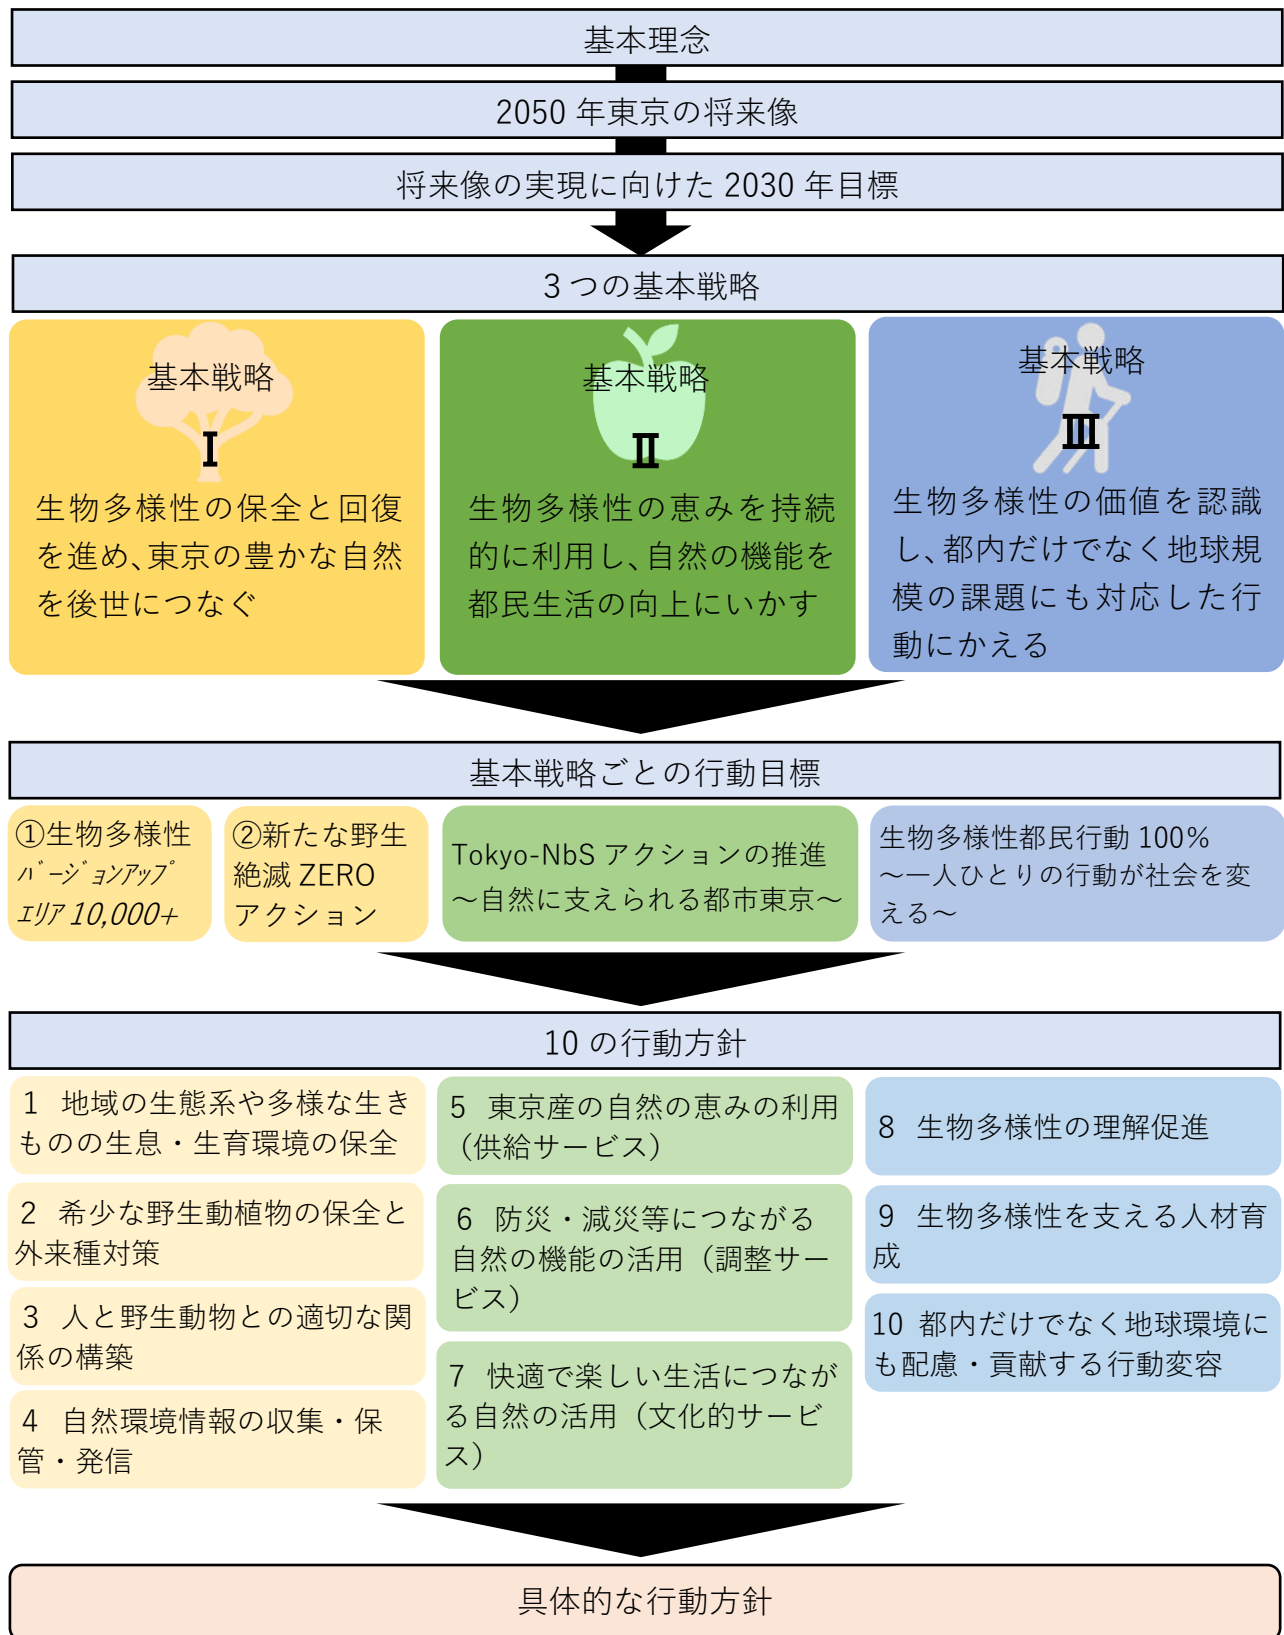 基本理念
2050 年東京の将来像
将来像の実現に向けた 2030 年目標
3 つの基本戦略
基本戦略
Ⅰ
生物多様性の保全と回復
を進め、東京の豊かな自然
を後世につなぐ
基本戦略
Ⅱ
生物多様性の恵みを持続
的に利用し、自然の機能を
都民生活の向上にいかす
基本戦略
Ⅲ
生物多様性の価値を認識
し、都内だけでなく地球規
模の課題にも対応した行
動にかえる
基本戦略ごとの行動目標
①生物多様性
ﾊﾞｰｼﾞｮﾝｱｯﾌﾟ
ｴﾘｱ 10,000+
②新たな野生
絶滅 ZERO
アクション
Tokyo-NbS アクションの推進
～自然に支えられる都市東京～
生物多様性都民行動 100%
～一人ひとりの行動が社会を変
える～
10 の行動方針
1 地域の生態系や多様な生き
ものの生息・生育環境の保全
2 希少な野生動植物の保全と
外来種対策
3 人と野生動物との適切な関
係の構築
4 自然環境情報の収集・保
管・発信
5 東京産の自然の恵みの利用
（供給サービス）
6 防災・減災等につながる
自然の機能の活用（調整サー
ビス）
7 快適で楽しい生活につなが
る自然の活用（文化的サービ
ス）
8 生物多様性の理解促進
9 生物多様性を支える人材育
成
10 都内だけでなく地球環境に
も配慮・貢献する行動変容
具体的な行動方針